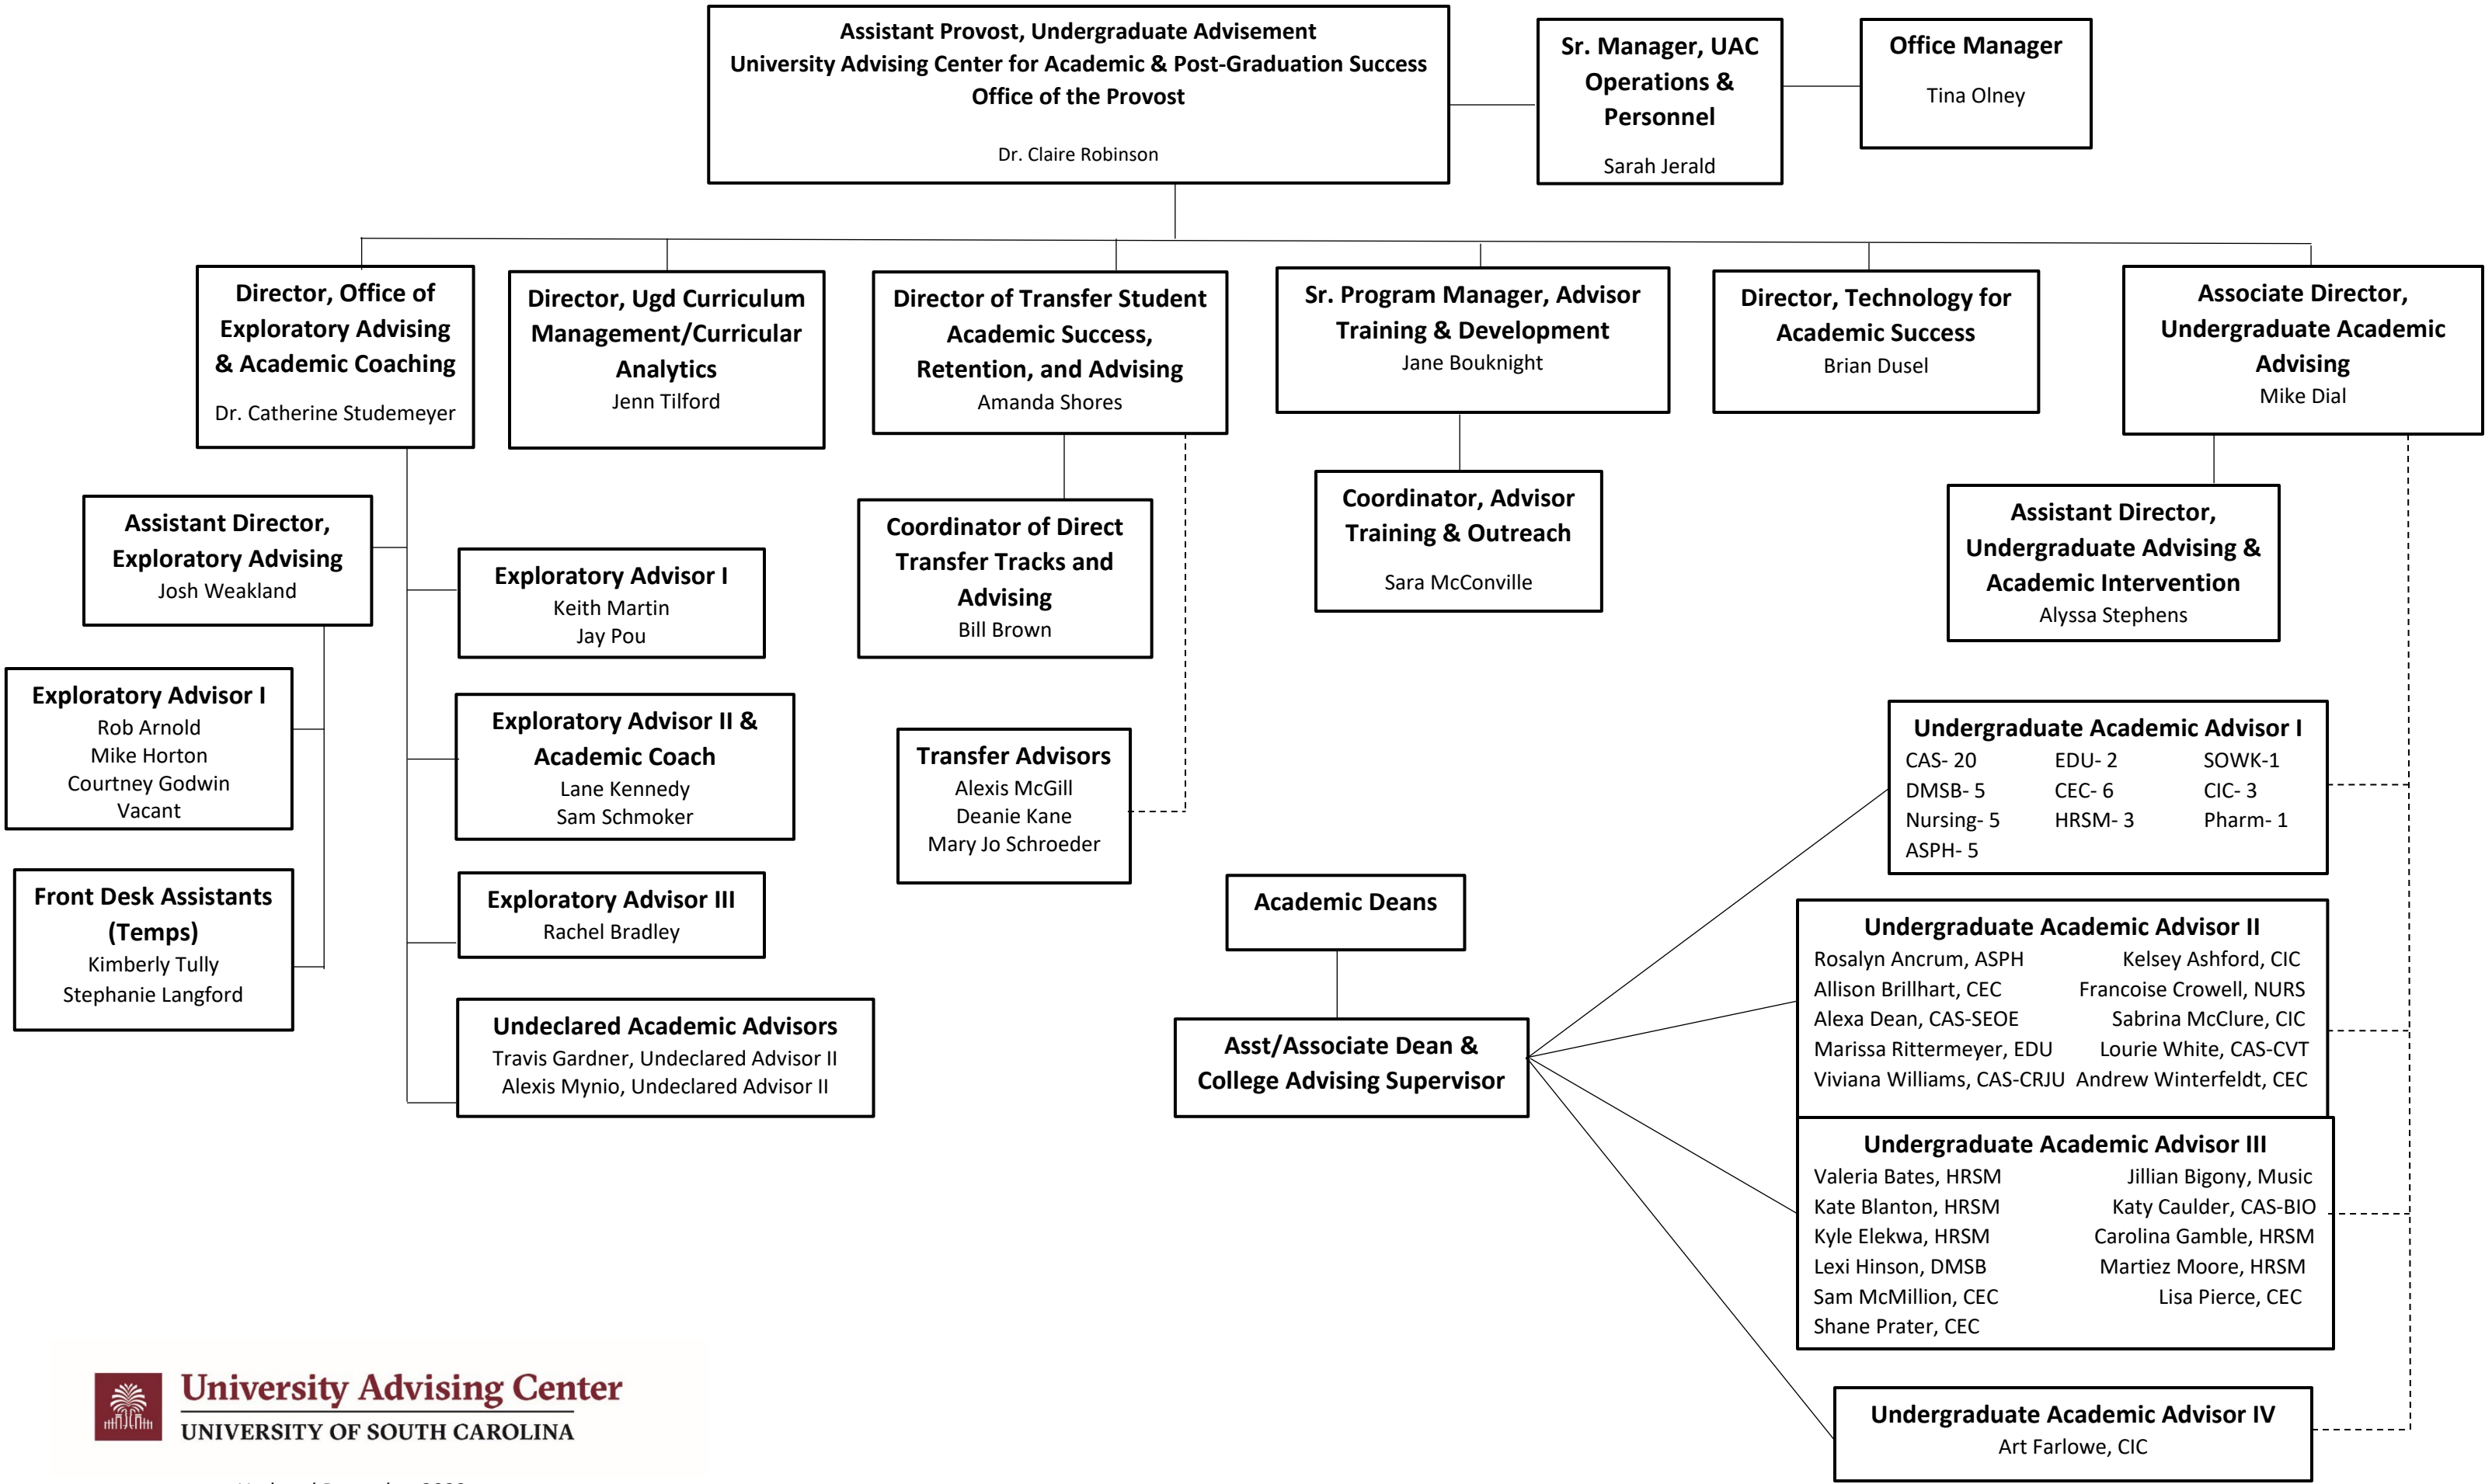 Assistant Provost, Undergraduate Advisement
University Advising Center for Academic & Post-Graduation Success
Office of the Provost
Dr. Claire Robinson
Sr. Manager, UAC
Operations &
Personnel
Sarah Jerald
Office Manager
Tina Olney
Director, Office of
Exploratory Advising
& Academic Coaching
Dr. Catherine Studemeyer
Director, Ugd Curriculum
Management/Curricular
Analytics
Jenn Tilford
Director of Transfer Student
Academic Success,
Retention, and Advising
Amanda Shores
Sr. Program Manager, Advisor
Training & Development
Jane Bouknight
Director, Technology for
Academic Success
Brian Dusel
Associate Director,
Undergraduate Academic
Advising
Mike Dial
Assistant Director,
Exploratory Advising
Josh Weakland
Exploratory Advisor I
Keith Martin
Jay Pou
Coordinator of Direct
Transfer Tracks and
Advising
Bill Brown
Coordinator, Advisor
Training & Outreach
Sara McConville
Assistant Director,
Undergraduate Advising &
Academic Intervention
Alyssa Stephens
Exploratory Advisor I
Rob Arnold
Mike Horton
Courtney Godwin
Vacant
Exploratory Advisor II &
Academic Coach
Lane Kennedy
Sam Schmoker
Transfer Advisors
Alexis McGill
Deanie Kane
Mary Jo Schroeder
Undergraduate Academic Advisor I
CAS- 20 EDU- 2 SOWK-1
DMSB- 5 CEC- 6 CIC- 3
Nursing- 5 HRSM- 3 Pharm- 1
ASPH- 5
Front Desk Assistants
(Temps)
Kimberly Tully
Stephanie Langford
Exploratory Advisor III
Rachel Bradley
Academic Deans
Undergraduate Academic Advisor II
Rosalyn Ancrum, ASPH Kelsey Ashford, CIC
Allison Brillhart, CEC Francoise Crowell, NURS
Alexa Dean, CAS-SEOE Sabrina McClure, CIC
Marissa Rittermeyer, EDU Lourie White, CAS-CVT
Viviana Williams, CAS-CRJU Andrew Winterfeldt, CEC
Undeclared Academic Advisors
Travis Gardner, Undeclared Advisor II
Alexis Mynio, Undeclared Advisor II
Asst/Associate Dean &
College Advising Supervisor
Undergraduate Academic Advisor III
Valeria Bates, HRSM Jillian Bigony, Music
Kate Blanton, HRSM Katy Caulder, CAS-BIO
Kyle Elekwa, HRSM Carolina Gamble, HRSM
Lexi Hinson, DMSB Martiez Moore, HRSM
Sam McMillion, CEC Lisa Pierce, CEC
Shane Prater, CEC
Undergraduate Academic Advisor IV
Art Farlowe, CIC
University Advising Center
UNIVERSITY OF SOUTH CAROLINA